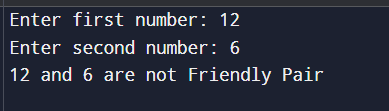 Enter first number: 12
Enter second number: 6
12 and 6 are not Friendly Pair